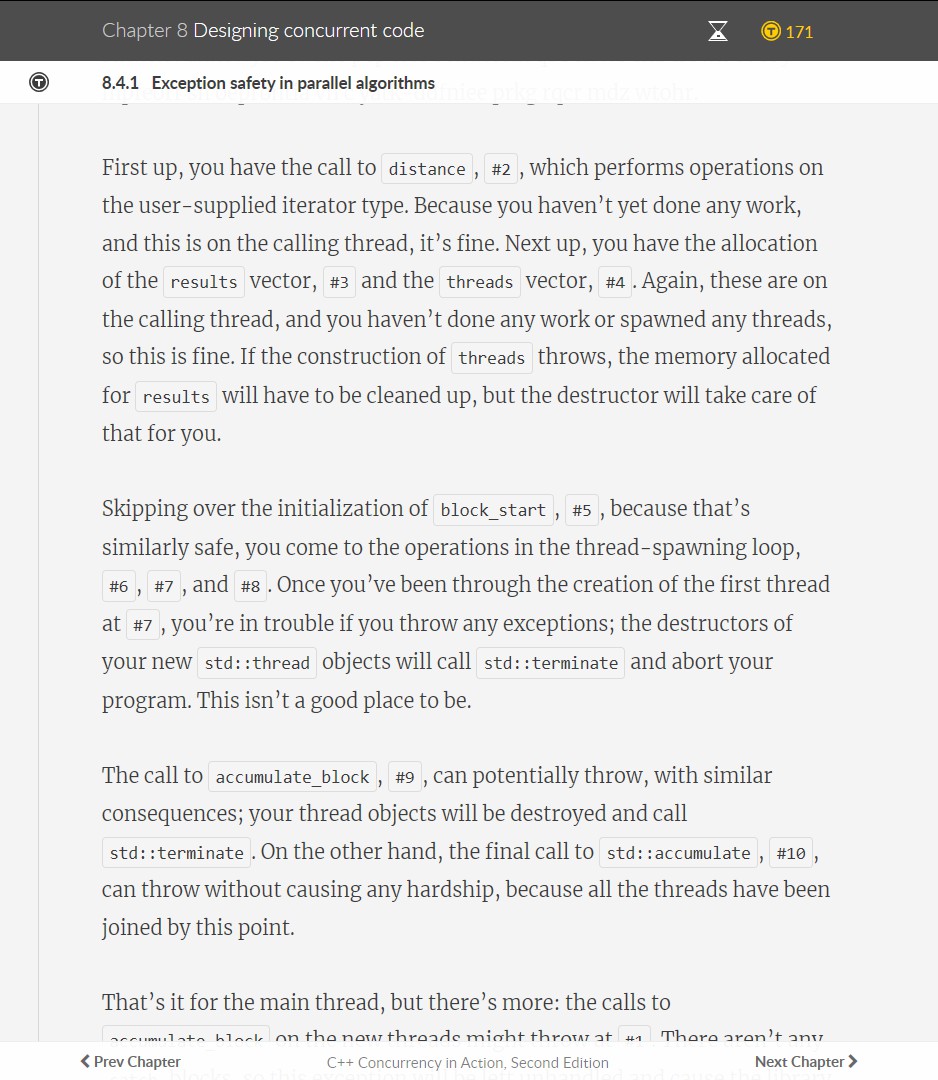 Chapter 8 Designing concurrent code
171
8.4.1 Exception safety in parallel algorithms
First up, you have the call to distance, #2, which performs operations on
the user-supplied iterator type. Because you haven’t yet done any work,
and this is on the calling thread, it’s fine. Next up, you have the allocation
of the results vector, #3 and the threads vector, #4. Again, these are on
the calling thread, and you haven’t done any work or spawned any threads,
so this is fine. If the construction of threads throws, the memory allocated
for results will have to be cleaned up, but the destructor will take care of
that for you.
Skipping over the initialization of block_start, #5, because that’s
similarly safe, you come to the operations in the thread-spawning loop,
#6, #7, and #8. Once you’ve been through the creation of the first thread
at #7, you’re in trouble if you throw any exceptions; the destructors of
your new std::thread objects will call std::terminate and abort your
program. This isn’t a good place to be.
The call to accumulate_block, #9, can potentially throw, with similar
consequences; your thread objects will be destroyed and call
std::terminate. On the other hand, the final call to std::accumulate, #10,
can throw without causing any hardship, because all the threads have been
joined by this point.
That’s it for the main thread, but there’s more: the calls to
accumulate_block on the new threads might throw at #1. There aren’t any
blocks, so this exception will be left unhandled and cause the library
Prev Chapter
C++ Concurrency in Action, Second Edition
Next Chapter